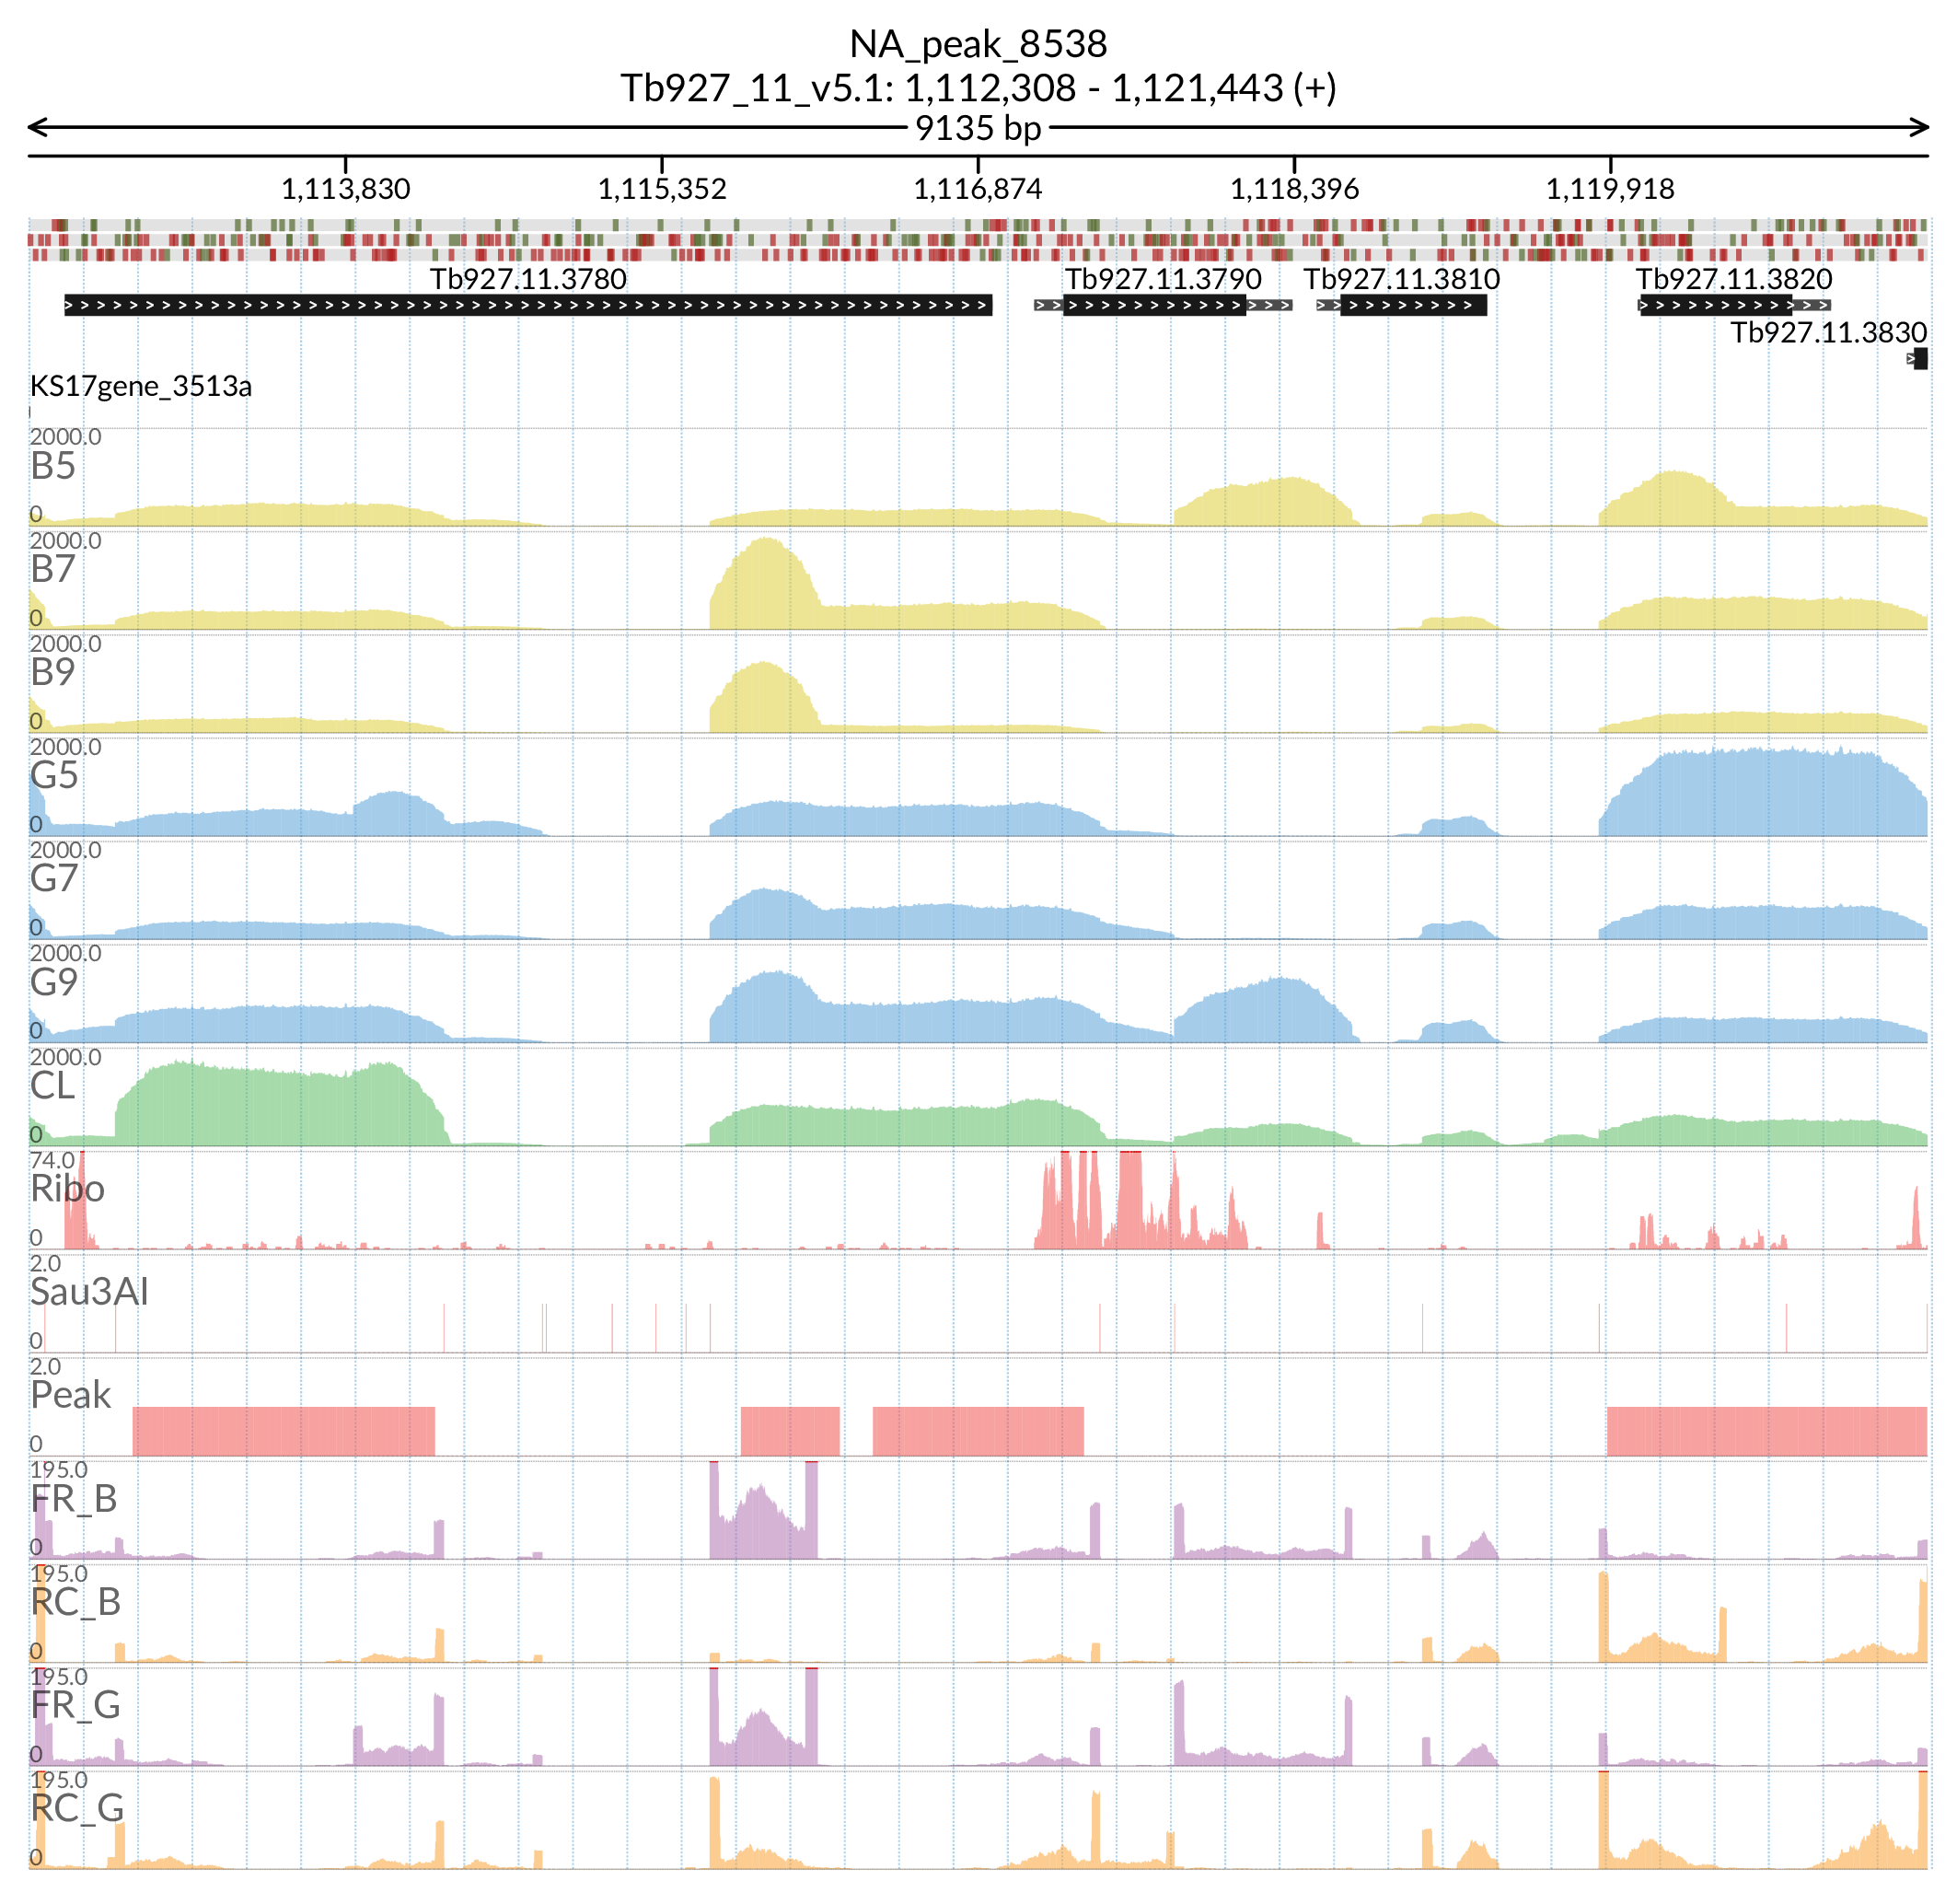 NA_peak_8538
Tb927_11_v5.1: 1,112,308 - 1,121,443 (+)
9135 bp
1,113,830 1,115,352 1,116,874 1,118,396 1,119,918
Tb927.11.3780 Tb927.11.3790 Tb927.11.3810 Tb927.11.3820
Tb927.11.3830
KS17gene_3513a
2000.0
B5
0
2000.0
B7
0
2000.0
B9
0
2000.0
G5
0
2000.0
G7
0
2000.0
G9
0
2000.0
CL
0
74.0
Ribo
0
2.0
Sau3AI
0
2.0
Peak
0
195.0
FR_B
0
195.0
RC_B
0
195.0
FR_G
0
195.0
RC_G
0